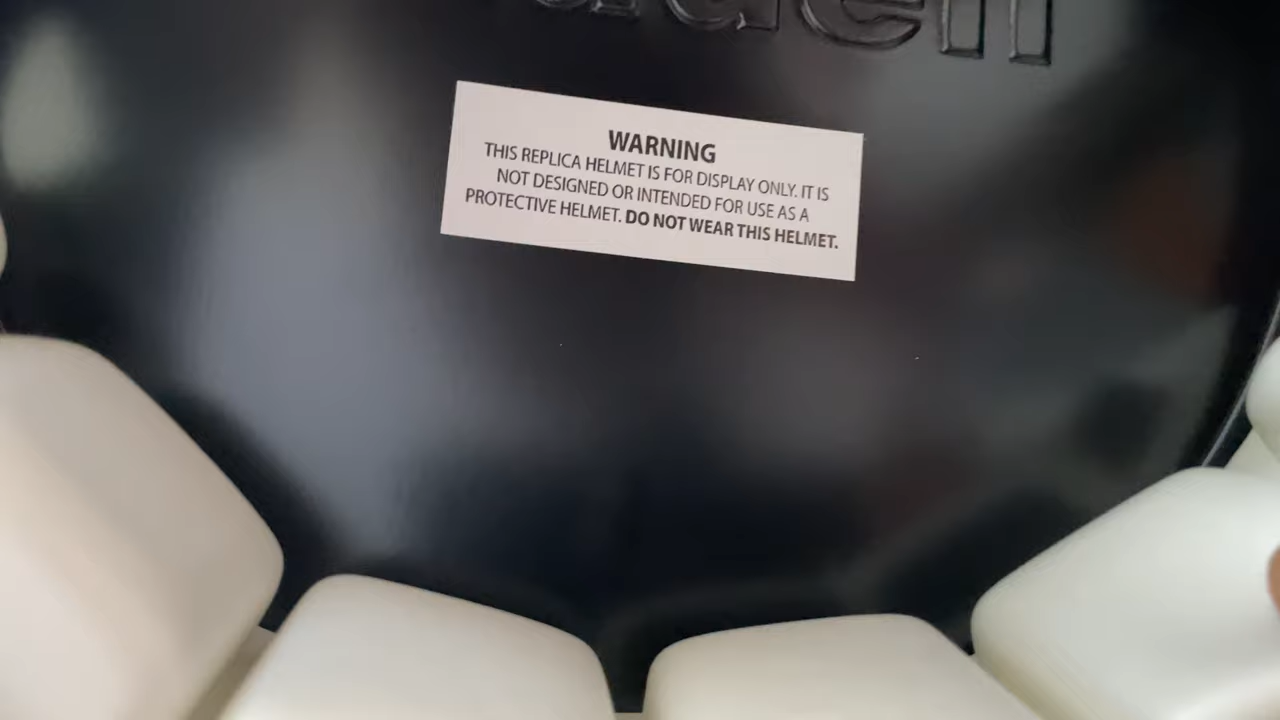 WARNING
THIS REPLICA HELMET IS FOR DISPLAY ONLY. IT IS
NOT DESIGNED OR INTENDED FOR USE AS A
PROTECTIVE HELMET. DO NOT WEAR THIS HELMET.